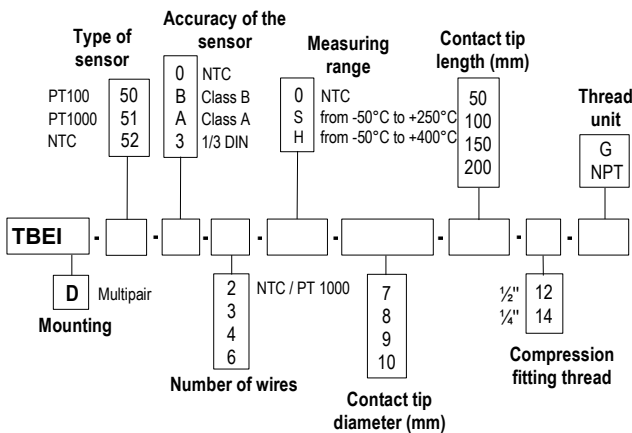 Type of
sensor
PT100 50
PT1000 51
NTC 52
Accuracy of the
sensor
0 NTC
B Class B
A Class A
3 1/3 DIN
Measuring
range
0 NTC
S from -50°C to +250°C
H from -50°C to +400°C
Contact tip
length (mm)
50
100
150
200
Thread
unit
G
NPT
TBEI - - - - - - - -
D Multipair
Mounting
2 NTC / PT 1000
3
4
6
Number of wires
7
8
9
10
Contact tip
diameter (mm)
½" 12
¼" 14
Compression
fitting thread